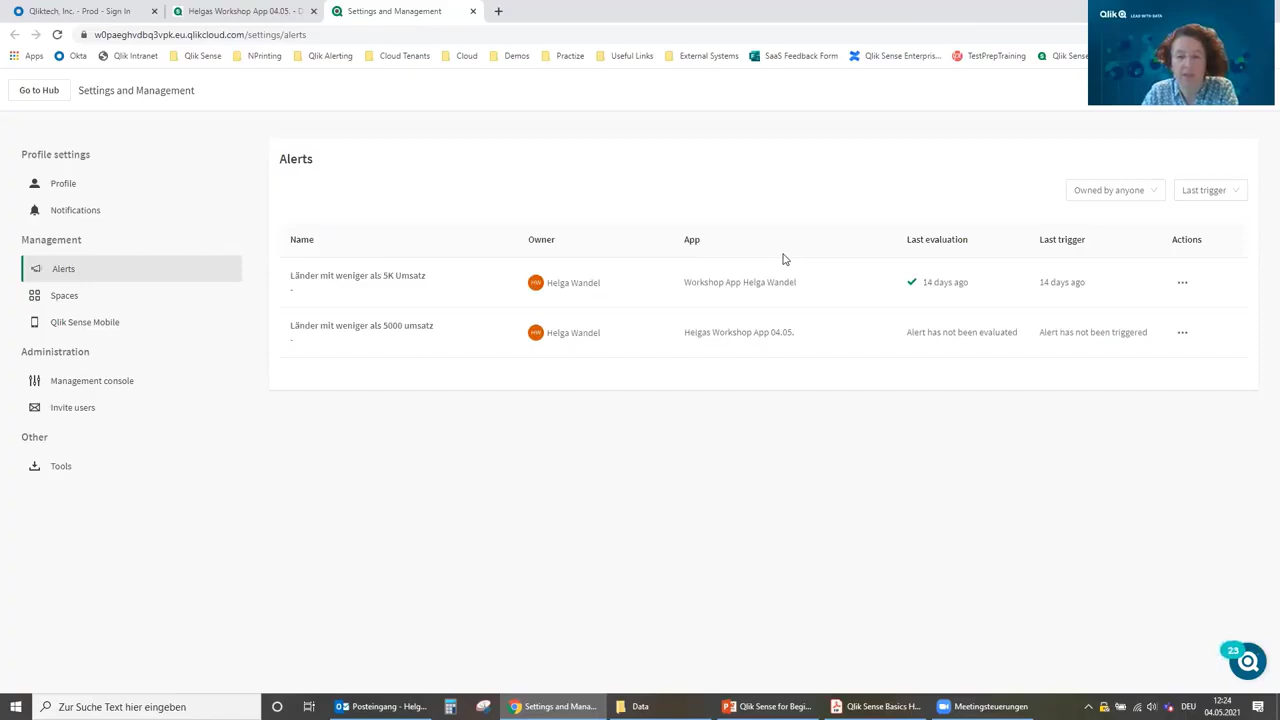 Qliktech, Inc. - Prod - Sign In
Helgas Workshop App 04.05. - D
Settings and Management
w0paeghvdbq3vpk.eu.qlikcloud.com/settings/alerts
Apps
Okta
Qlik Intranet
Qlik Sense
NPrinting
Qlik Alerting
Cloud Tenants
Cloud
Demos
Practize
Useful Links
External Systems
SaaS Feedback Form
Qlik Sense Enterpris...
TestPrepTraining
Qlik Sense
Qlik LEAD WITH DATA
Go to Hub
Settings and Management
Profile settings
Profile
Notifications
Management
Alerts
Spaces
Qlik Sense Mobile
Administration
Management console
Invite users
Other
Tools
Alerts
Owned by anyone
Last trigger
Name Owner App Last evaluation Last trigger Actions
Länder mit weniger als 5K Umsatz
-
HW Helga Wandel
Workshop App Helga Wandel
14 days ago
14 days ago
...
Länder mit weniger als 5000 umsatz
-
HW Helga Wandel
Helgas Workshop App 04.05.
Alert has not been evaluated
Alert has not been triggered
...
23
Zur Suche Text hier eingeben
Posteingang - Helg...
Settings and Mana...
Data
Qlik Sense for Begi...
Qlik Sense Basics H...
Meetingsteuerungen
DEU
12:24
04.05.2021